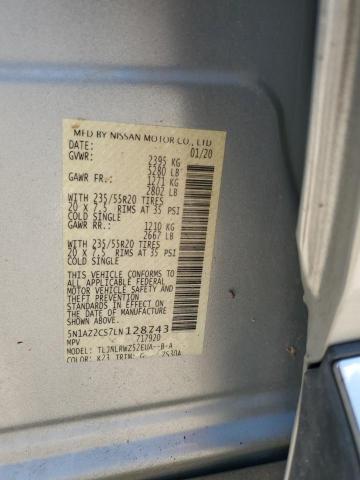 MFD BY NISSAN MOTOR CO., LTD
DATE: 01/20
GVWR: 2395 KG
5280 LB
GAWR FR.: 1271 KG
2802 LB
WITH 235/55R20 TIRES
20 X 7.5 RIMS AT 35 PSI
COLD SINGLE
GAWR RR.: 1210 KG
2667 LB
WITH 235/55R20 TIRES
20 X 7.5 RIMS AT 35 PSI
COLD SINGLE
THIS VEHICLE CONFORMS TO
ALL APPLICABLE FEDERAL
MOTOR VEHICLE SAFETY AND
THEFT PREVENTION
STANDARDS IN EFFECT ON
THE DATE OF MANUFACTURE
SHOWN ABOVE.
5N1AZ2CS7LN128743
MPV 717920
MODEL: TLJNLRWZ52EUA--B-A
COLOR: K23 TRIM: G